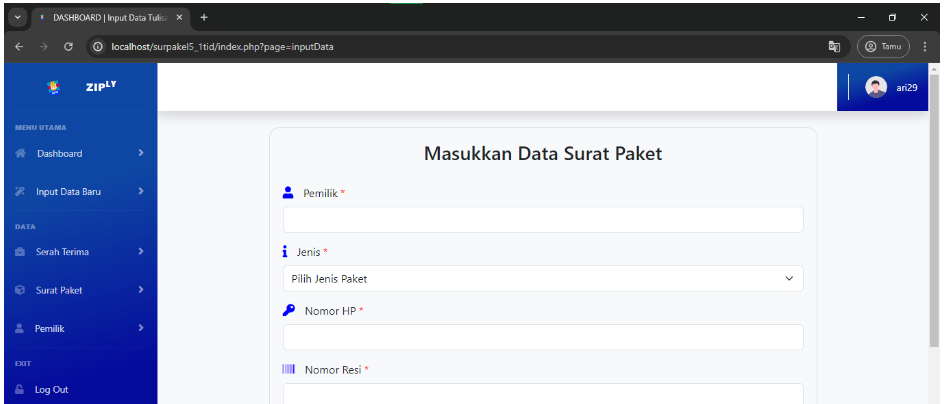 DASHBOARD | Input Data Tulis
localhost/surpakel5_1tid/index.php?page=inputData
Tamu
ZIPLY
ari29
MENU UTAMA
Dashboard
Input Data Baru
DATA
Serah Terima
Surat Paket
Pemilik
EXIT
Log Out
Masukkan Data Surat Paket
Pemilik *
Jenis *
Pilih Jenis Paket
Nomor HP *
Nomor Resi *